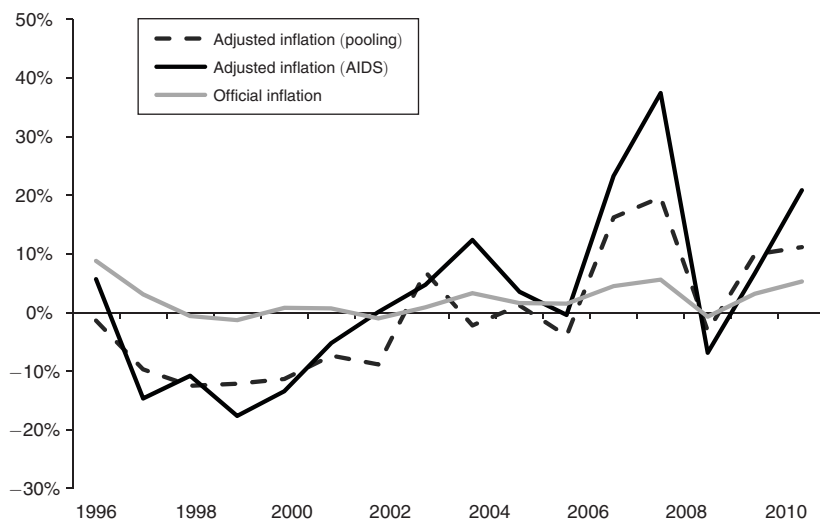 50%
40%
30%
20%
10%
0%
−10%
−20%
−30%
Adjusted inflation (pooling)
Adjusted inflation (AIDS)
Official inflation
1996 1998 2000 2002 2004 2006 2008 2010